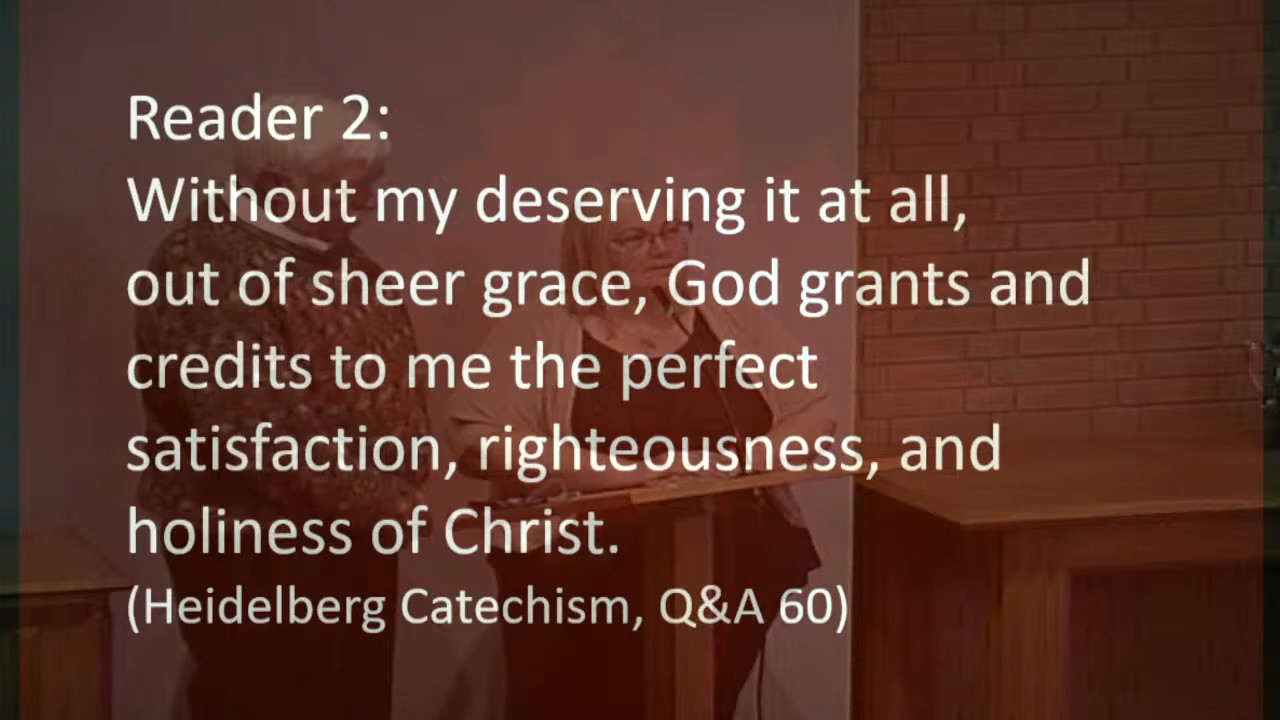 Reader 2:
Without my deserving it at all,
out of sheer grace, God grants and
credits to me the perfect
satisfaction, righteousness, and
holiness of Christ.
(Heidelberg Catechism, Q&A 60)